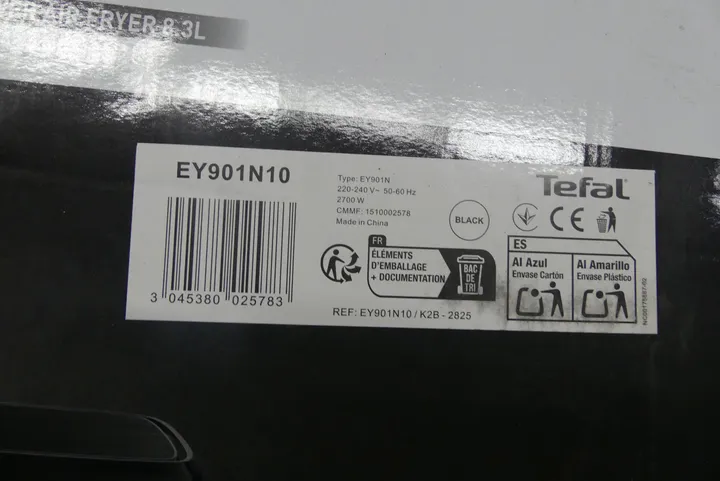 AIR FRYER 8.3L
EY901N10
3 045380 025783
Type: EY901N
220-240 V~ 50-60 Hz
2700 W
CMMF: 1510002578
Made in China
BLACK
Tefal
CE
FR
ÉLÉMENTS
D'EMBALLAGE
+ DOCUMENTATION
BAC
DE
TRI
REF: EY901N10 / K2B - 2825
ES
Al Azul
Envase Cartón
Al Amarillo
Envase Plástico